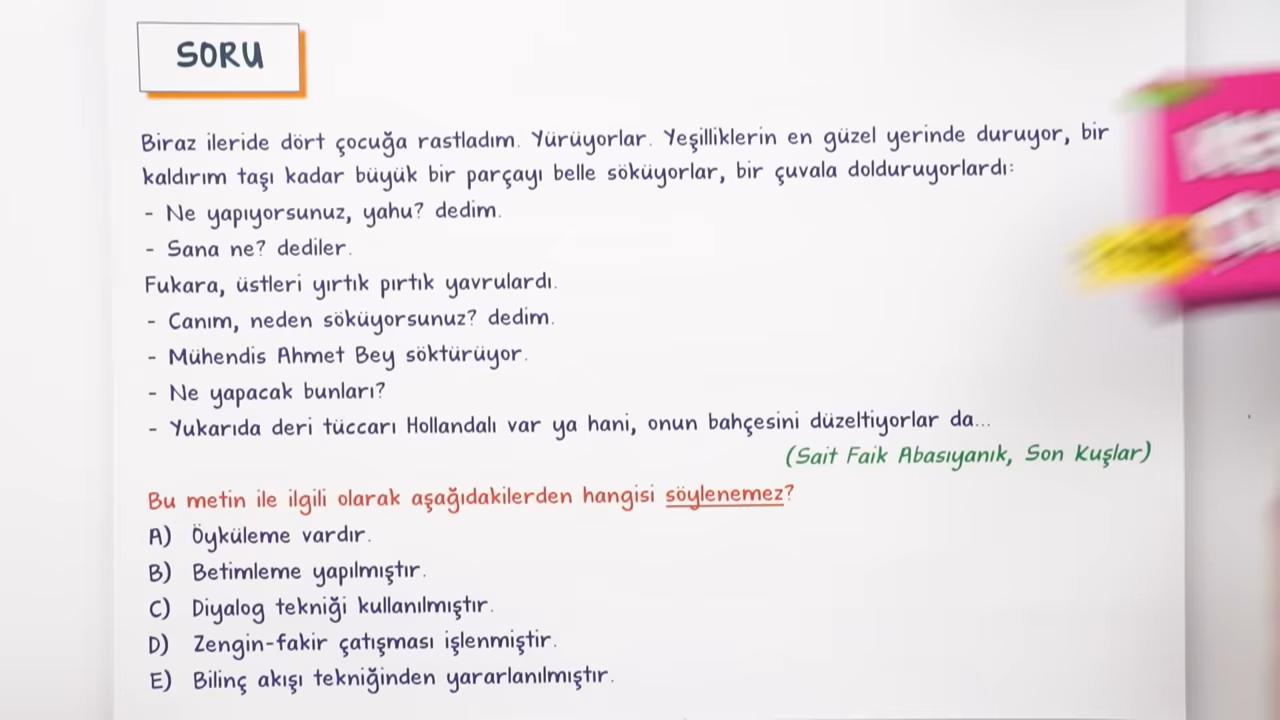 SORU
Biraz ileride dört çocuğa rastladım. Yürüyorlar. Yeşilliklerin en güzel yerinde duruyor, bir
kaldırım taşı kadar büyük bir parçayı belle söküyorlar, bir çuvala dolduruyorlardı:
- Ne yapıyorsunuz, yahu? dedim.
- Sana ne? dediler.
Fukara, üstleri yırtık pırtık yavrulardı.
- Canım, neden söküyorsunuz? dedim.
- Mühendis Ahmet Bey söktürüyor.
- Ne yapacak bunları?
- Yukarıda deri tüccarı Hollandalı var ya hani, onun bahçesini düzeltiyorlar da...
(Sait Faik Abasıyanık, Son Kuşlar)
Bu metin ile ilgili olarak aşağıdakilerden hangisi söylenemez?
A) Öyküleme vardır.
B) Betimleme yapılmıştır.
C) Diyalog tekniği kullanılmıştır.
D) Zengin-fakir çatışması işlenmiştir.
E) Bilinç akışı tekniğinden yararlanılmıştır.